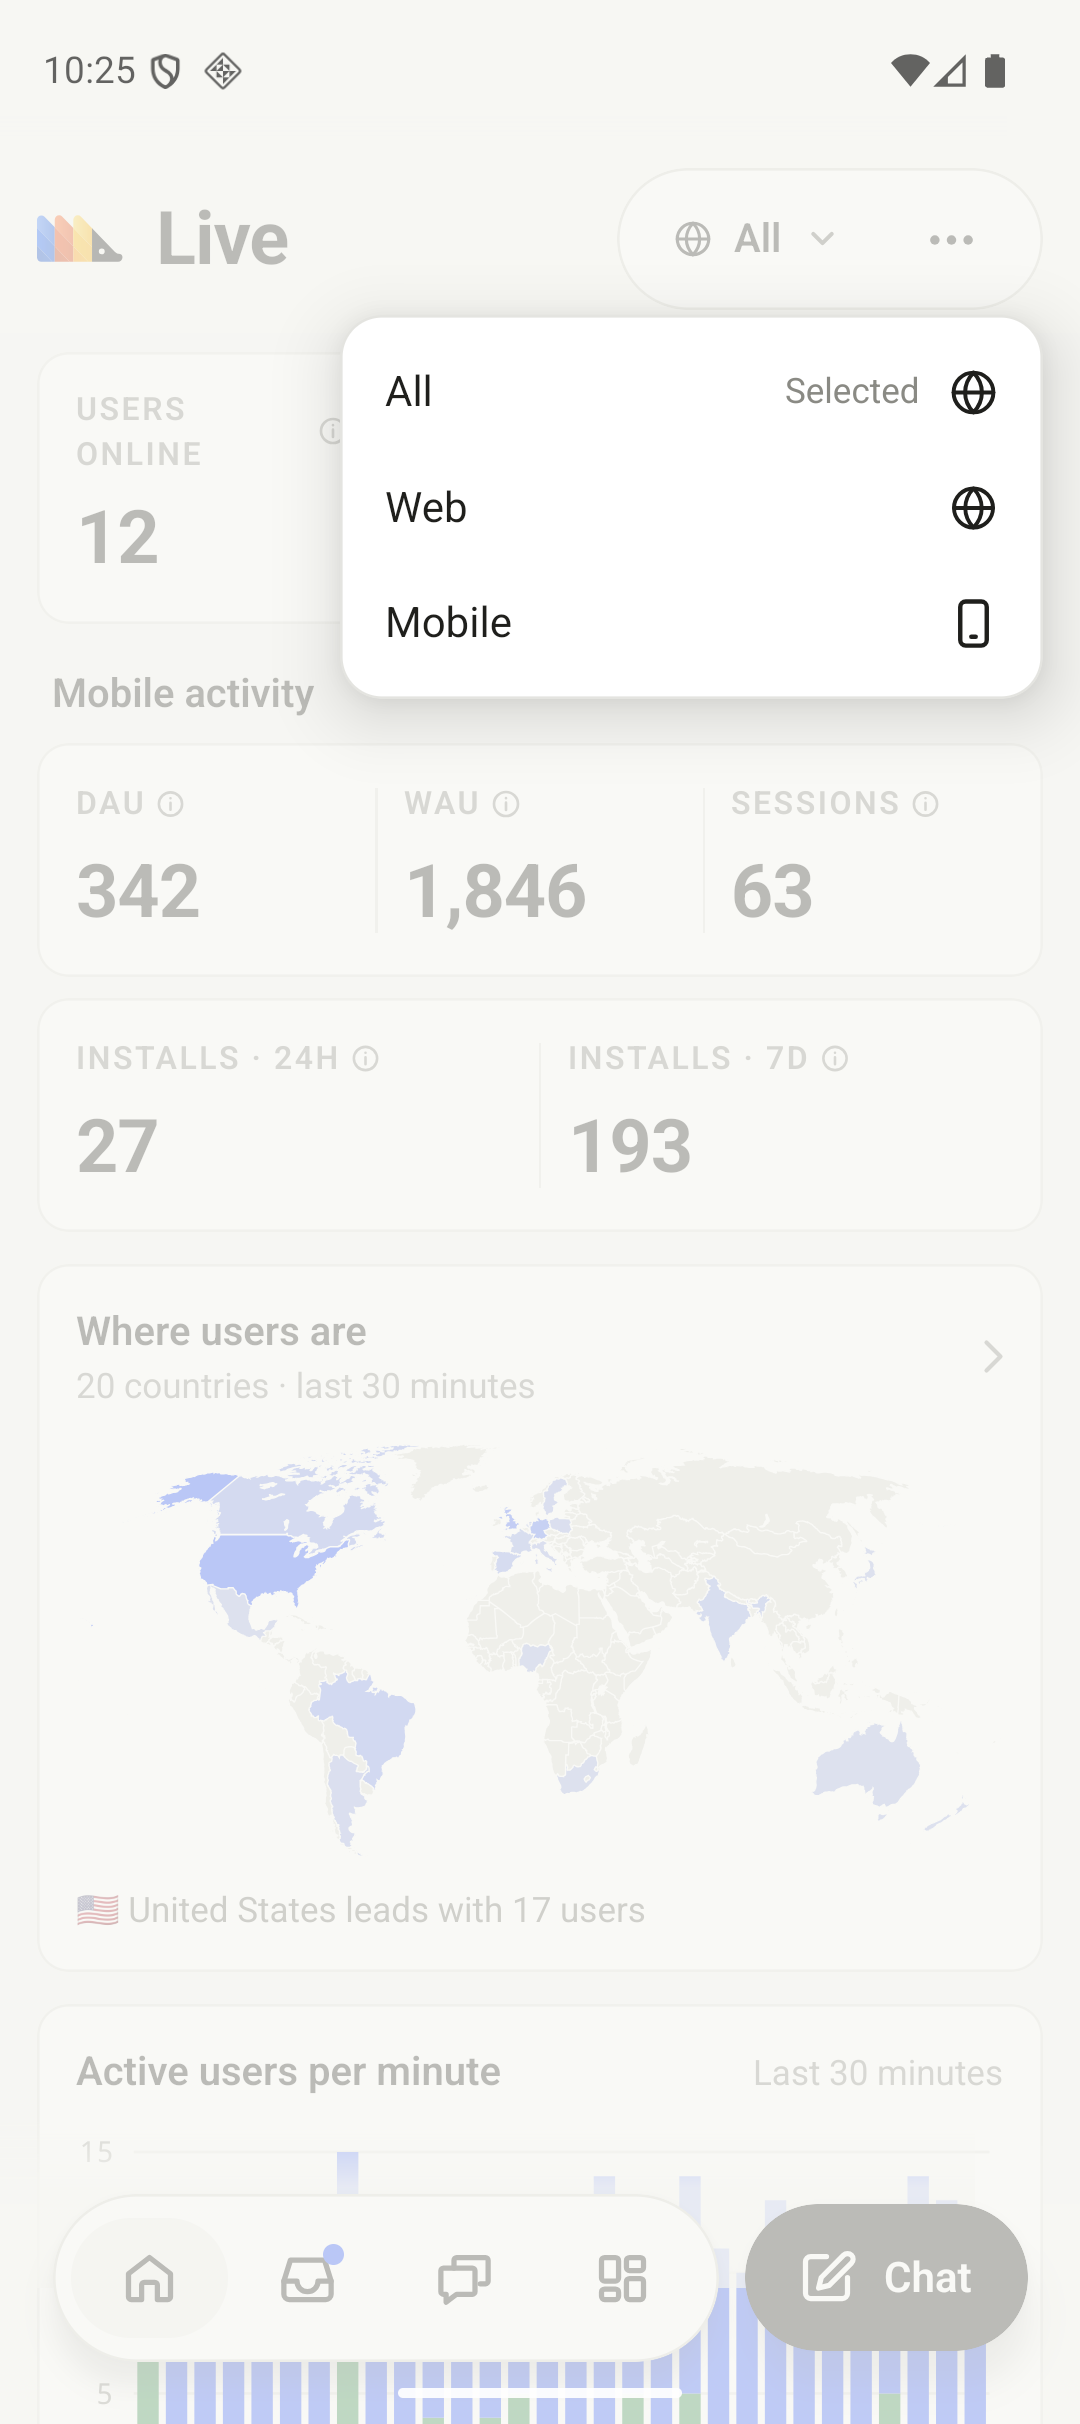 10:25
Live
All
All
Selected
Web
Mobile
USERS
ONLINE
12
Mobile activity
DAU
WAU
SESSIONS
342
1,846
63
INSTALLS · 24H
INSTALLS · 7D
27
193
Where users are
20 countries · last 30 minutes
United States leads with 17 users
Active users per minute
Last 30 minutes
15
Chat
5